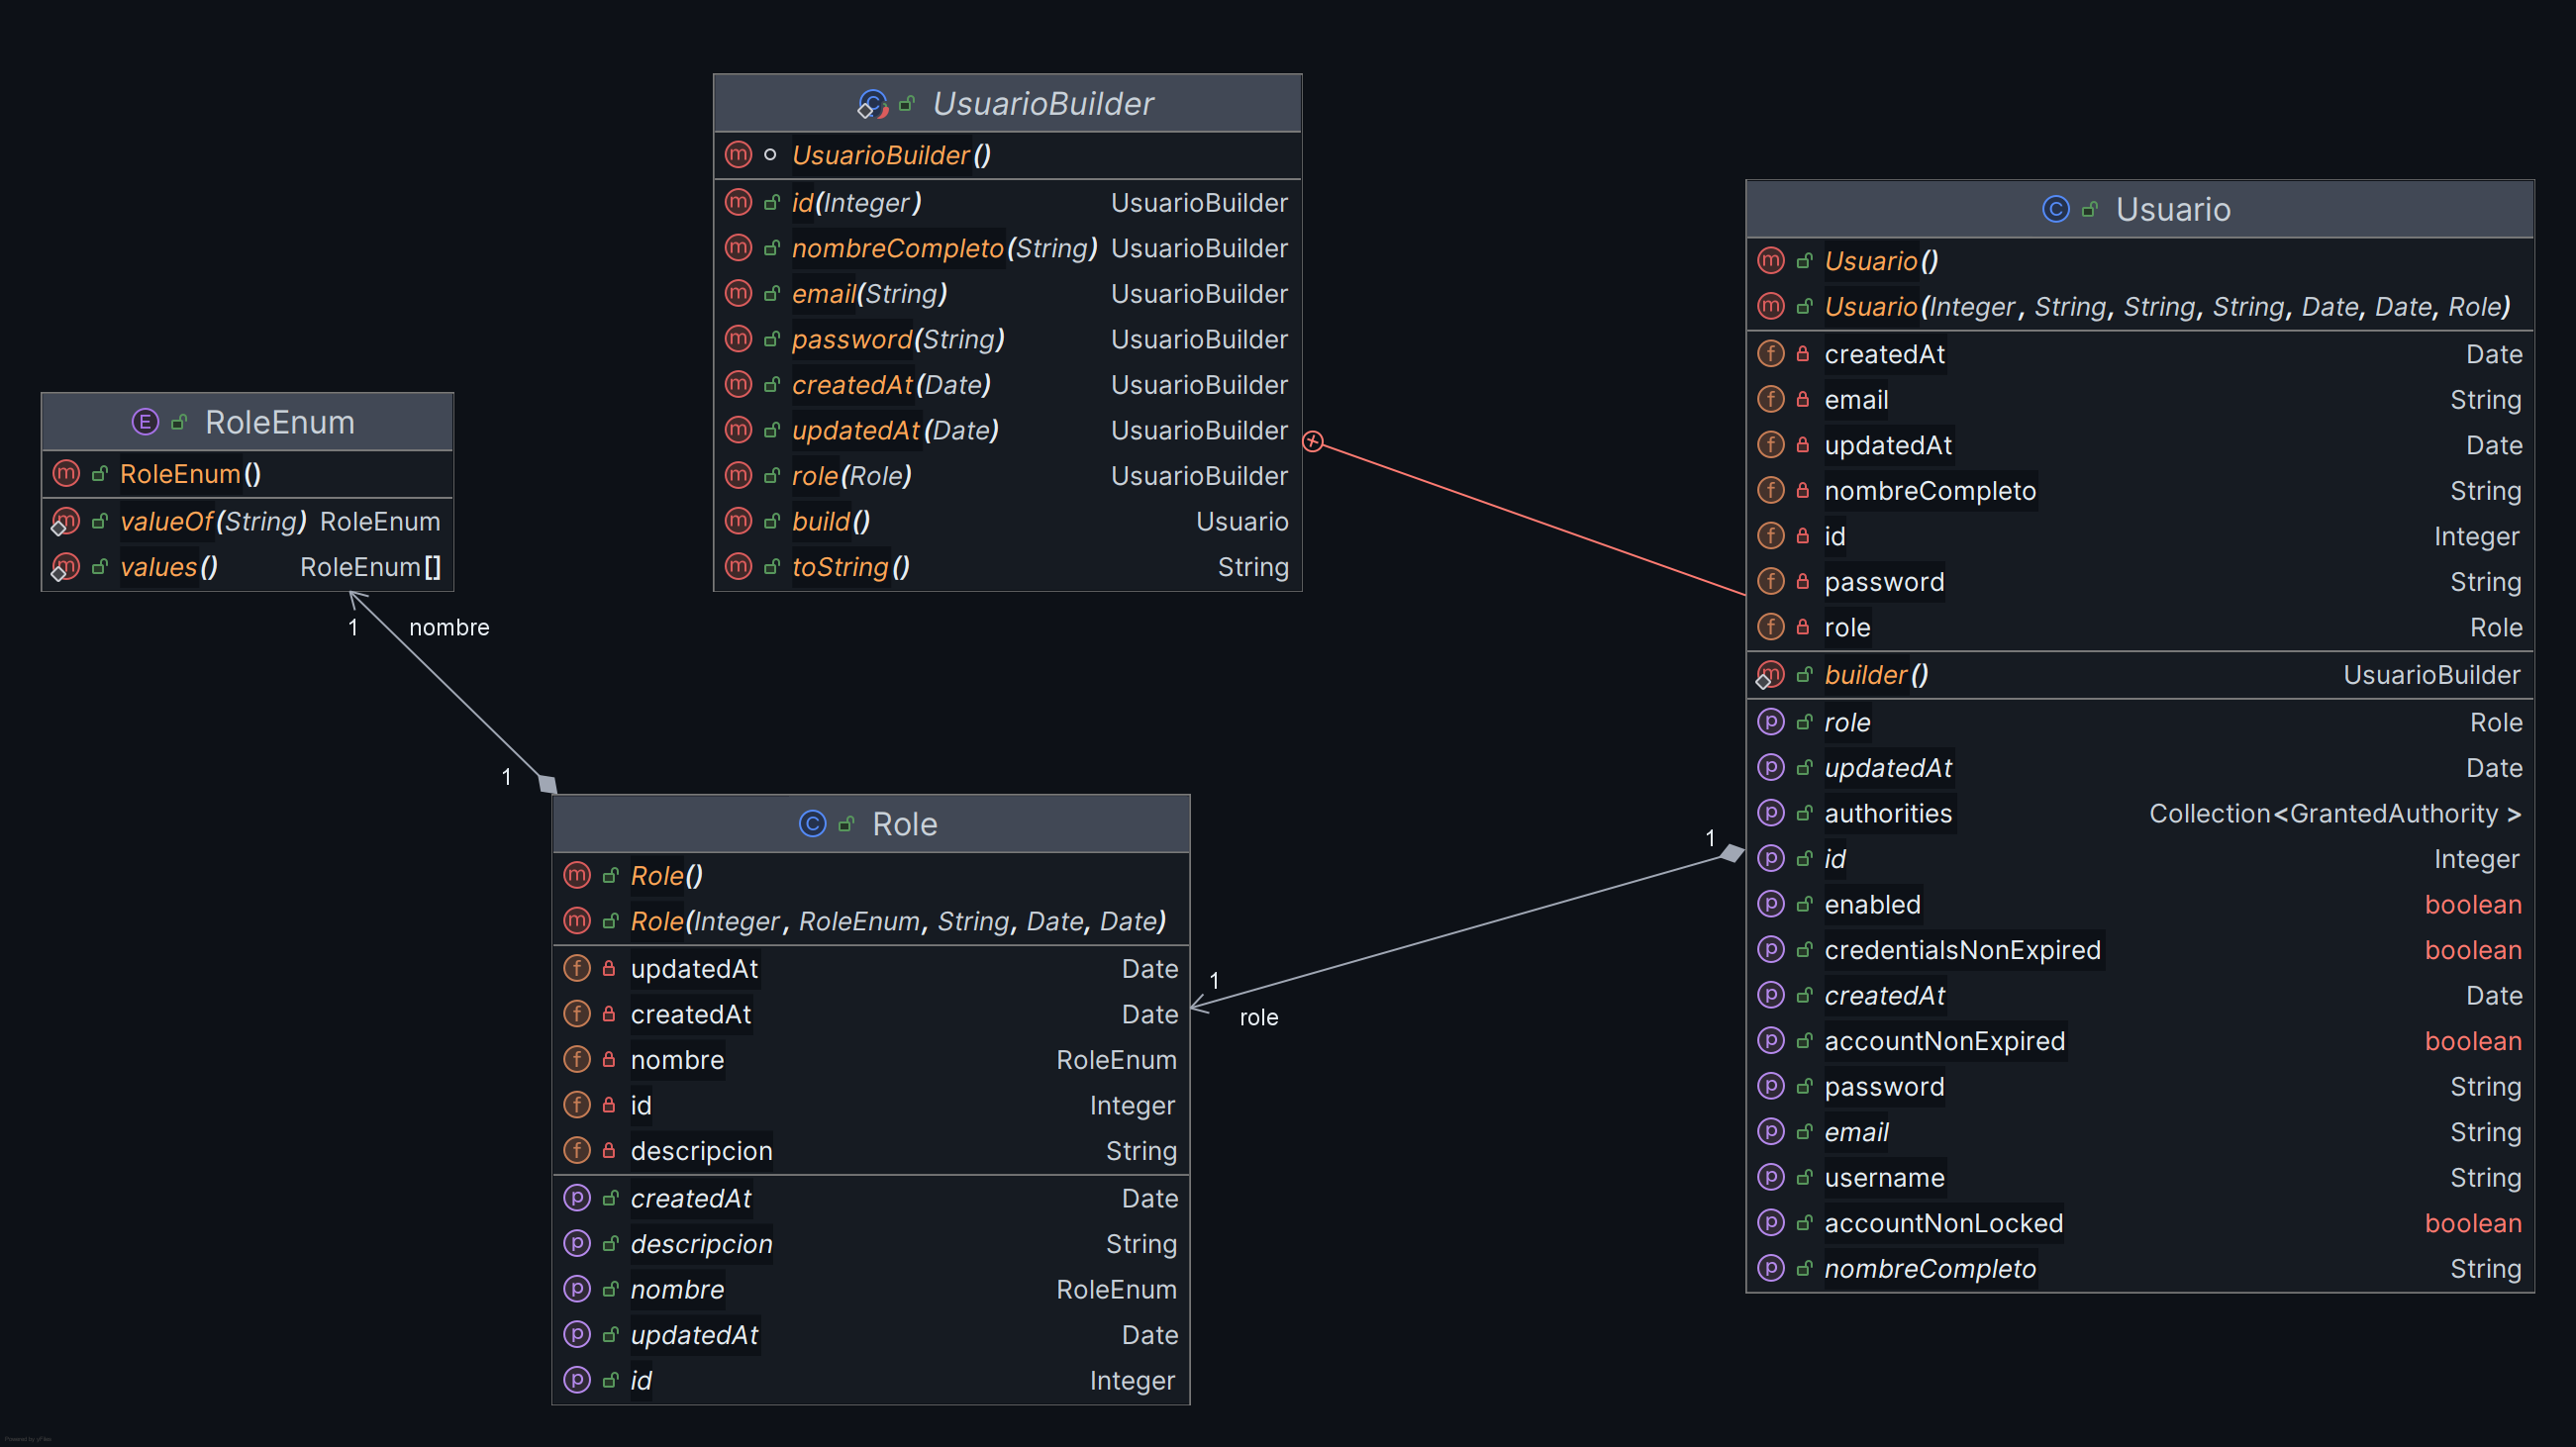 UsuarioBuilder
UsuarioBuilder()
id(Integer) UsuarioBuilder
nombreCompleto(String) UsuarioBuilder
email(String) UsuarioBuilder
password(String) UsuarioBuilder
createdAt(Date) UsuarioBuilder
updatedAt(Date) UsuarioBuilder
role(Role) UsuarioBuilder
build() Usuario
toString() String
Usuario
Usuario()
Usuario(Integer, String, String, String, Date, Date, Role)
createdAt Date
email String
updatedAt Date
nombreCompleto String
id Integer
password String
role Role
builder() UsuarioBuilder
role Role
updatedAt Date
authorities Collection<GrantedAuthority >
id Integer
enabled boolean
credentialsNonExpired boolean
createdAt Date
accountNonExpired boolean
password String
email String
username String
accountNonLocked boolean
nombreCompleto String
RoleEnum
RoleEnum()
valueOf(String) RoleEnum
values() RoleEnum[]
1 nombre
1
Role
Role()
Role(Integer, RoleEnum, String, Date, Date)
updatedAt Date
createdAt Date
nombre RoleEnum
id Integer
descripcion String
createdAt Date
descripcion String
nombre RoleEnum
updatedAt Date
id Integer
1
1
role
Powered by yFiles